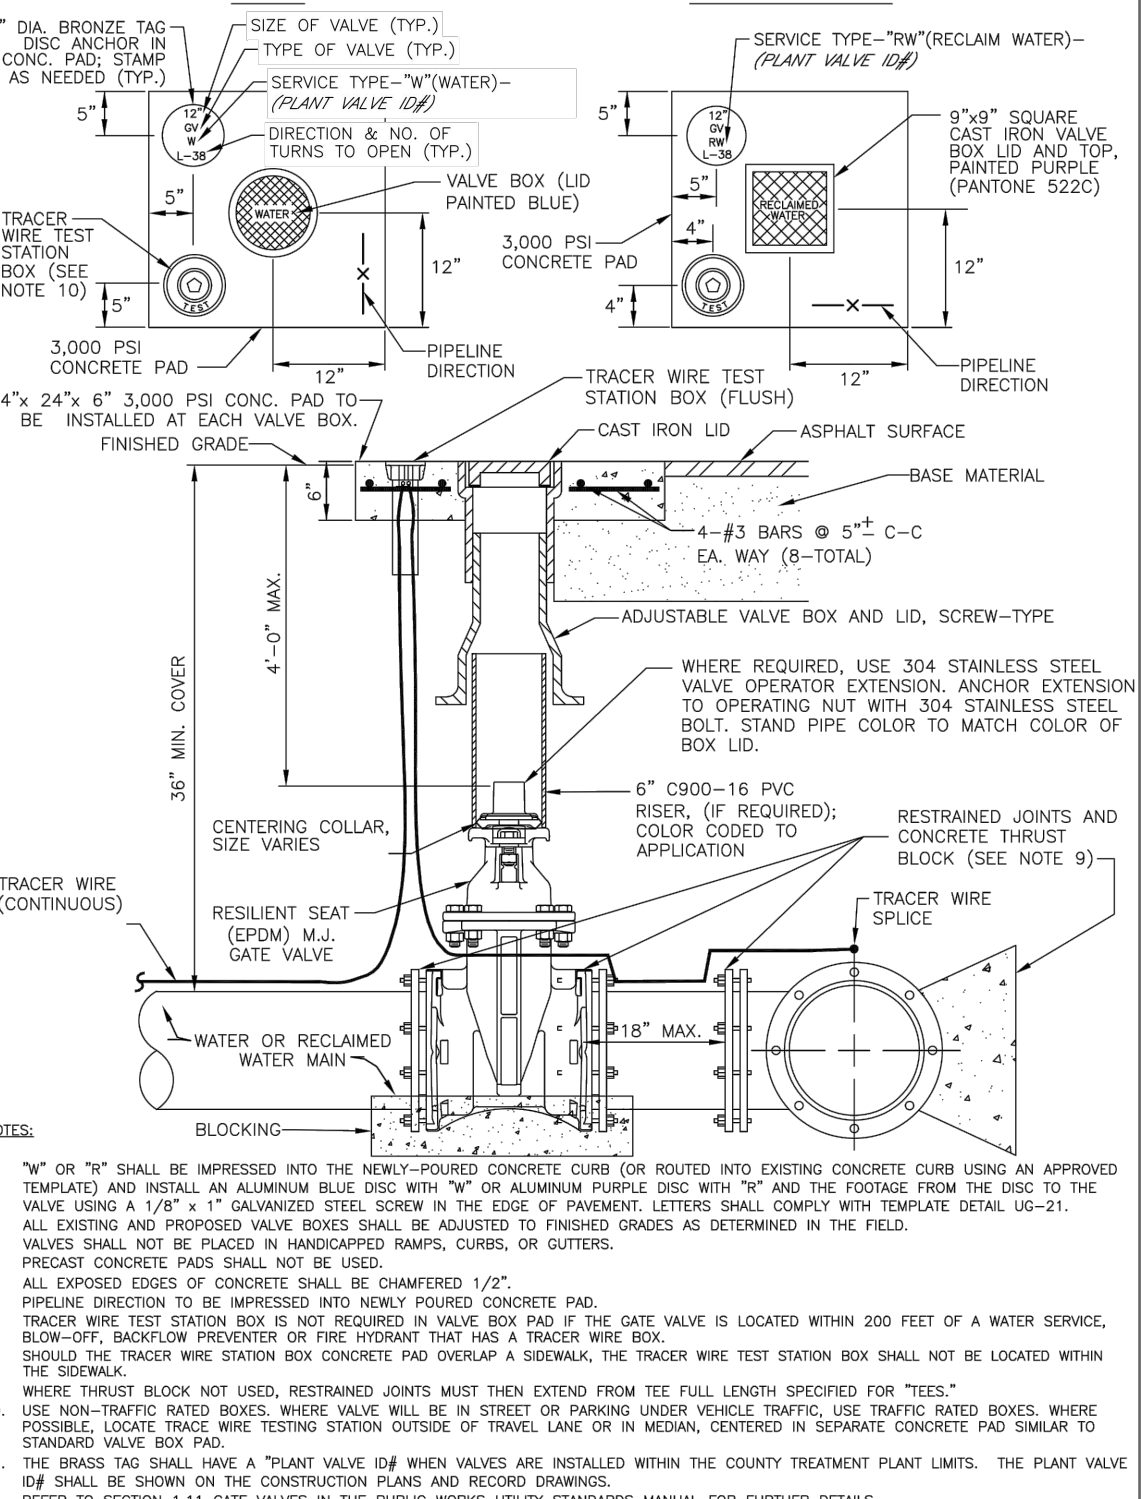 " DIA. BRONZE TAG
DISC ANCHOR IN
CONC. PAD; STAMP
AS NEEDED (TYP.)
SIZE OF VALVE (TYP.)
TYPE OF VALVE (TYP.)
SERVICE TYPE-"W"(WATER)-
(PLANT VALVE ID#)
DIRECTION & NO. OF
TURNS TO OPEN (TYP.)
5"
12"
GV
W
L-38
5"
VALVE BOX (LID
PAINTED BLUE)
WATER
TRACER
WIRE TEST
STATION
BOX (SEE
NOTE 10)
5"
TEST
12"
3,000 PSI
CONCRETE PAD
12"
PIPELINE
DIRECTION
SERVICE TYPE-"RW"(RECLAIM WATER)-
(PLANT VALVE ID#)
5"
12"
GV
RW
L-38
9"x9" SQUARE
CAST IRON VALVE
BOX LID AND TOP,
PAINTED PURPLE
(PANTONE 522C)
5"
RECLAIMED
WATER
4"
3,000 PSI
CONCRETE PAD
4"
TEST
12"
12"
PIPELINE
DIRECTION
4"x 24"x 6" 3,000 PSI CONC. PAD TO
BE INSTALLED AT EACH VALVE BOX.
FINISHED GRADE
TRACER WIRE TEST
STATION BOX (FLUSH)
CAST IRON LID
ASPHALT SURFACE
BASE MATERIAL
6"
4-#3 BARS @ 5"± C-C
EA. WAY (8-TOTAL)
4'-0" MAX.
ADJUSTABLE VALVE BOX AND LID, SCREW-TYPE
36" MIN. COVER
WHERE REQUIRED, USE 304 STAINLESS STEEL
VALVE OPERATOR EXTENSION. ANCHOR EXTENSION
TO OPERATING NUT WITH 304 STAINLESS STEEL
BOLT. STAND PIPE COLOR TO MATCH COLOR OF
BOX LID.
6" C900-16 PVC
RISER, (IF REQUIRED);
COLOR CODED TO
APPLICATION
CENTERING COLLAR,
SIZE VARIES
RESTRAINED JOINTS AND
CONCRETE THRUST
BLOCK (SEE NOTE 9)
TRACER WIRE
(CONTINUOUS)
RESILIENT SEAT
(EPDM) M.J.
GATE VALVE
TRACER WIRE
SPLICE
18" MAX.
WATER OR RECLAIMED
WATER MAIN
BLOCKING
OTES:
"W" OR "R" SHALL BE IMPRESSED INTO THE NEWLY-POURED CONCRETE CURB (OR ROUTED INTO EXISTING CONCRETE CURB USING AN APPROVED
TEMPLATE) AND INSTALL AN ALUMINUM BLUE DISC WITH "W" OR ALUMINUM PURPLE DISC WITH "R" AND THE FOOTAGE FROM THE DISC TO THE
VALVE USING A 1/8" x 1" GALVANIZED STEEL SCREW IN THE EDGE OF PAVEMENT. LETTERS SHALL COMPLY WITH TEMPLATE DETAIL UG-21.
ALL EXISTING AND PROPOSED VALVE BOXES SHALL BE ADJUSTED TO FINISHED GRADES AS DETERMINED IN THE FIELD.
VALVES SHALL NOT BE PLACED IN HANDICAPPED RAMPS, CURBS, OR GUTTERS.
PRECAST CONCRETE PADS SHALL NOT BE USED.
ALL EXPOSED EDGES OF CONCRETE SHALL BE CHAMFERED 1/2".
PIPELINE DIRECTION TO BE IMPRESSED INTO NEWLY POURED CONCRETE PAD.
TRACER WIRE TEST STATION BOX IS NOT REQUIRED IN VALVE BOX PAD IF THE GATE VALVE IS LOCATED WITHIN 200 FEET OF A WATER SERVICE,
BLOW-OFF, BACKFLOW PREVENTER OR FIRE HYDRANT THAT HAS A TRACER WIRE BOX.
SHOULD THE TRACER WIRE STATION BOX CONCRETE PAD OVERLAP A SIDEWALK, THE TRACER WIRE TEST STATION BOX SHALL NOT BE LOCATED WITHIN
THE SIDEWALK.
WHERE THRUST BLOCK NOT USED, RESTRAINED JOINTS MUST THEN EXTEND FROM TEE FULL LENGTH SPECIFIED FOR "TEES."
. USE NON-TRAFFIC RATED BOXES. WHERE VALVE WILL BE IN STREET OR PARKING UNDER VEHICLE TRAFFIC, USE TRAFFIC RATED BOXES. WHERE
POSSIBLE, LOCATE TRACE WIRE TESTING STATION OUTSIDE OF TRAVEL LANE OR IN MEDIAN, CENTERED IN SEPARATE CONCRETE PAD SIMILAR TO
STANDARD VALVE BOX PAD.
. THE BRASS TAG SHALL HAVE A "PLANT VALVE ID# WHEN VALVES ARE INSTALLED WITHIN THE COUNTY TREATMENT PLANT LIMITS. THE PLANT VALVE
ID# SHALL BE SHOWN ON THE CONSTRUCTION PLANS AND RECORD DRAWINGS.
REFER TO SECTION 1.11 GATE VALVES IN THE PUBLIC WORKS UTILITY STANDARDS MANUAL FOR FURTHER DETAILS